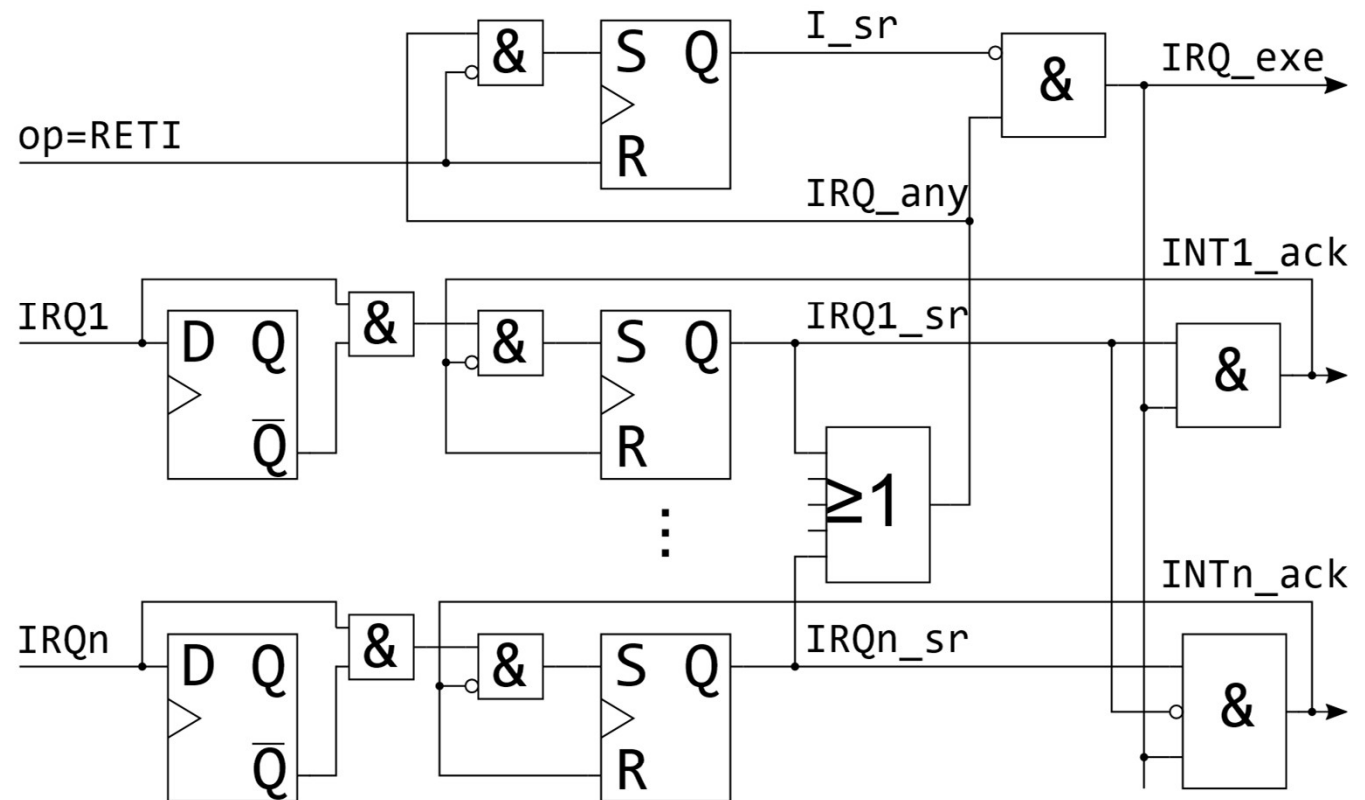 I_sr
& S Q & IRQ_exe
op=RETI
R
IRQ_any
INT1_ack
IRQ1 D Q & & S Q IRQ1_sr &
Q̅ R
≥1
⋮
INTn_ack
IRQn D Q & & S Q IRQn_sr &
Q̅ R